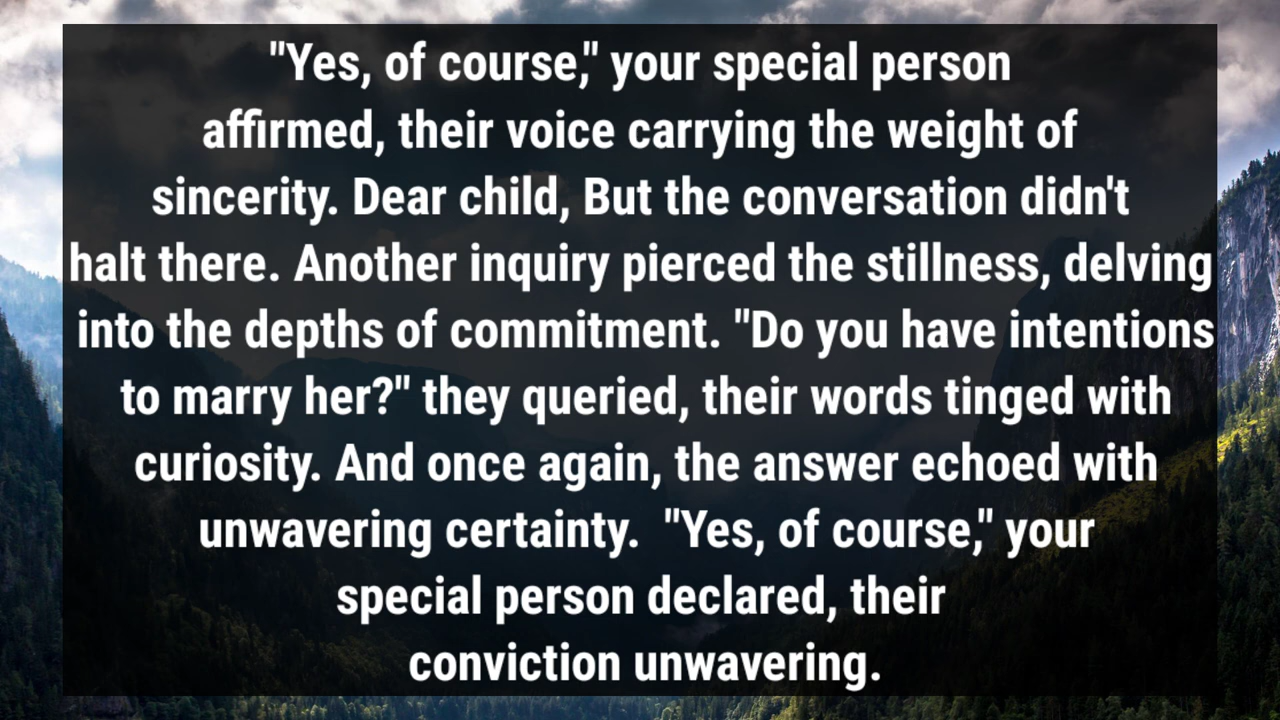 "Yes, of course," your special person
affirmed, their voice carrying the weight of
sincerity. Dear child, But the conversation didn't
halt there. Another inquiry pierced the stillness, delving
into the depths of commitment. "Do you have intentions
to marry her?" they queried, their words tinged with
curiosity. And once again, the answer echoed with
unwavering certainty.  "Yes, of course," your
special person declared, their
conviction unwavering.